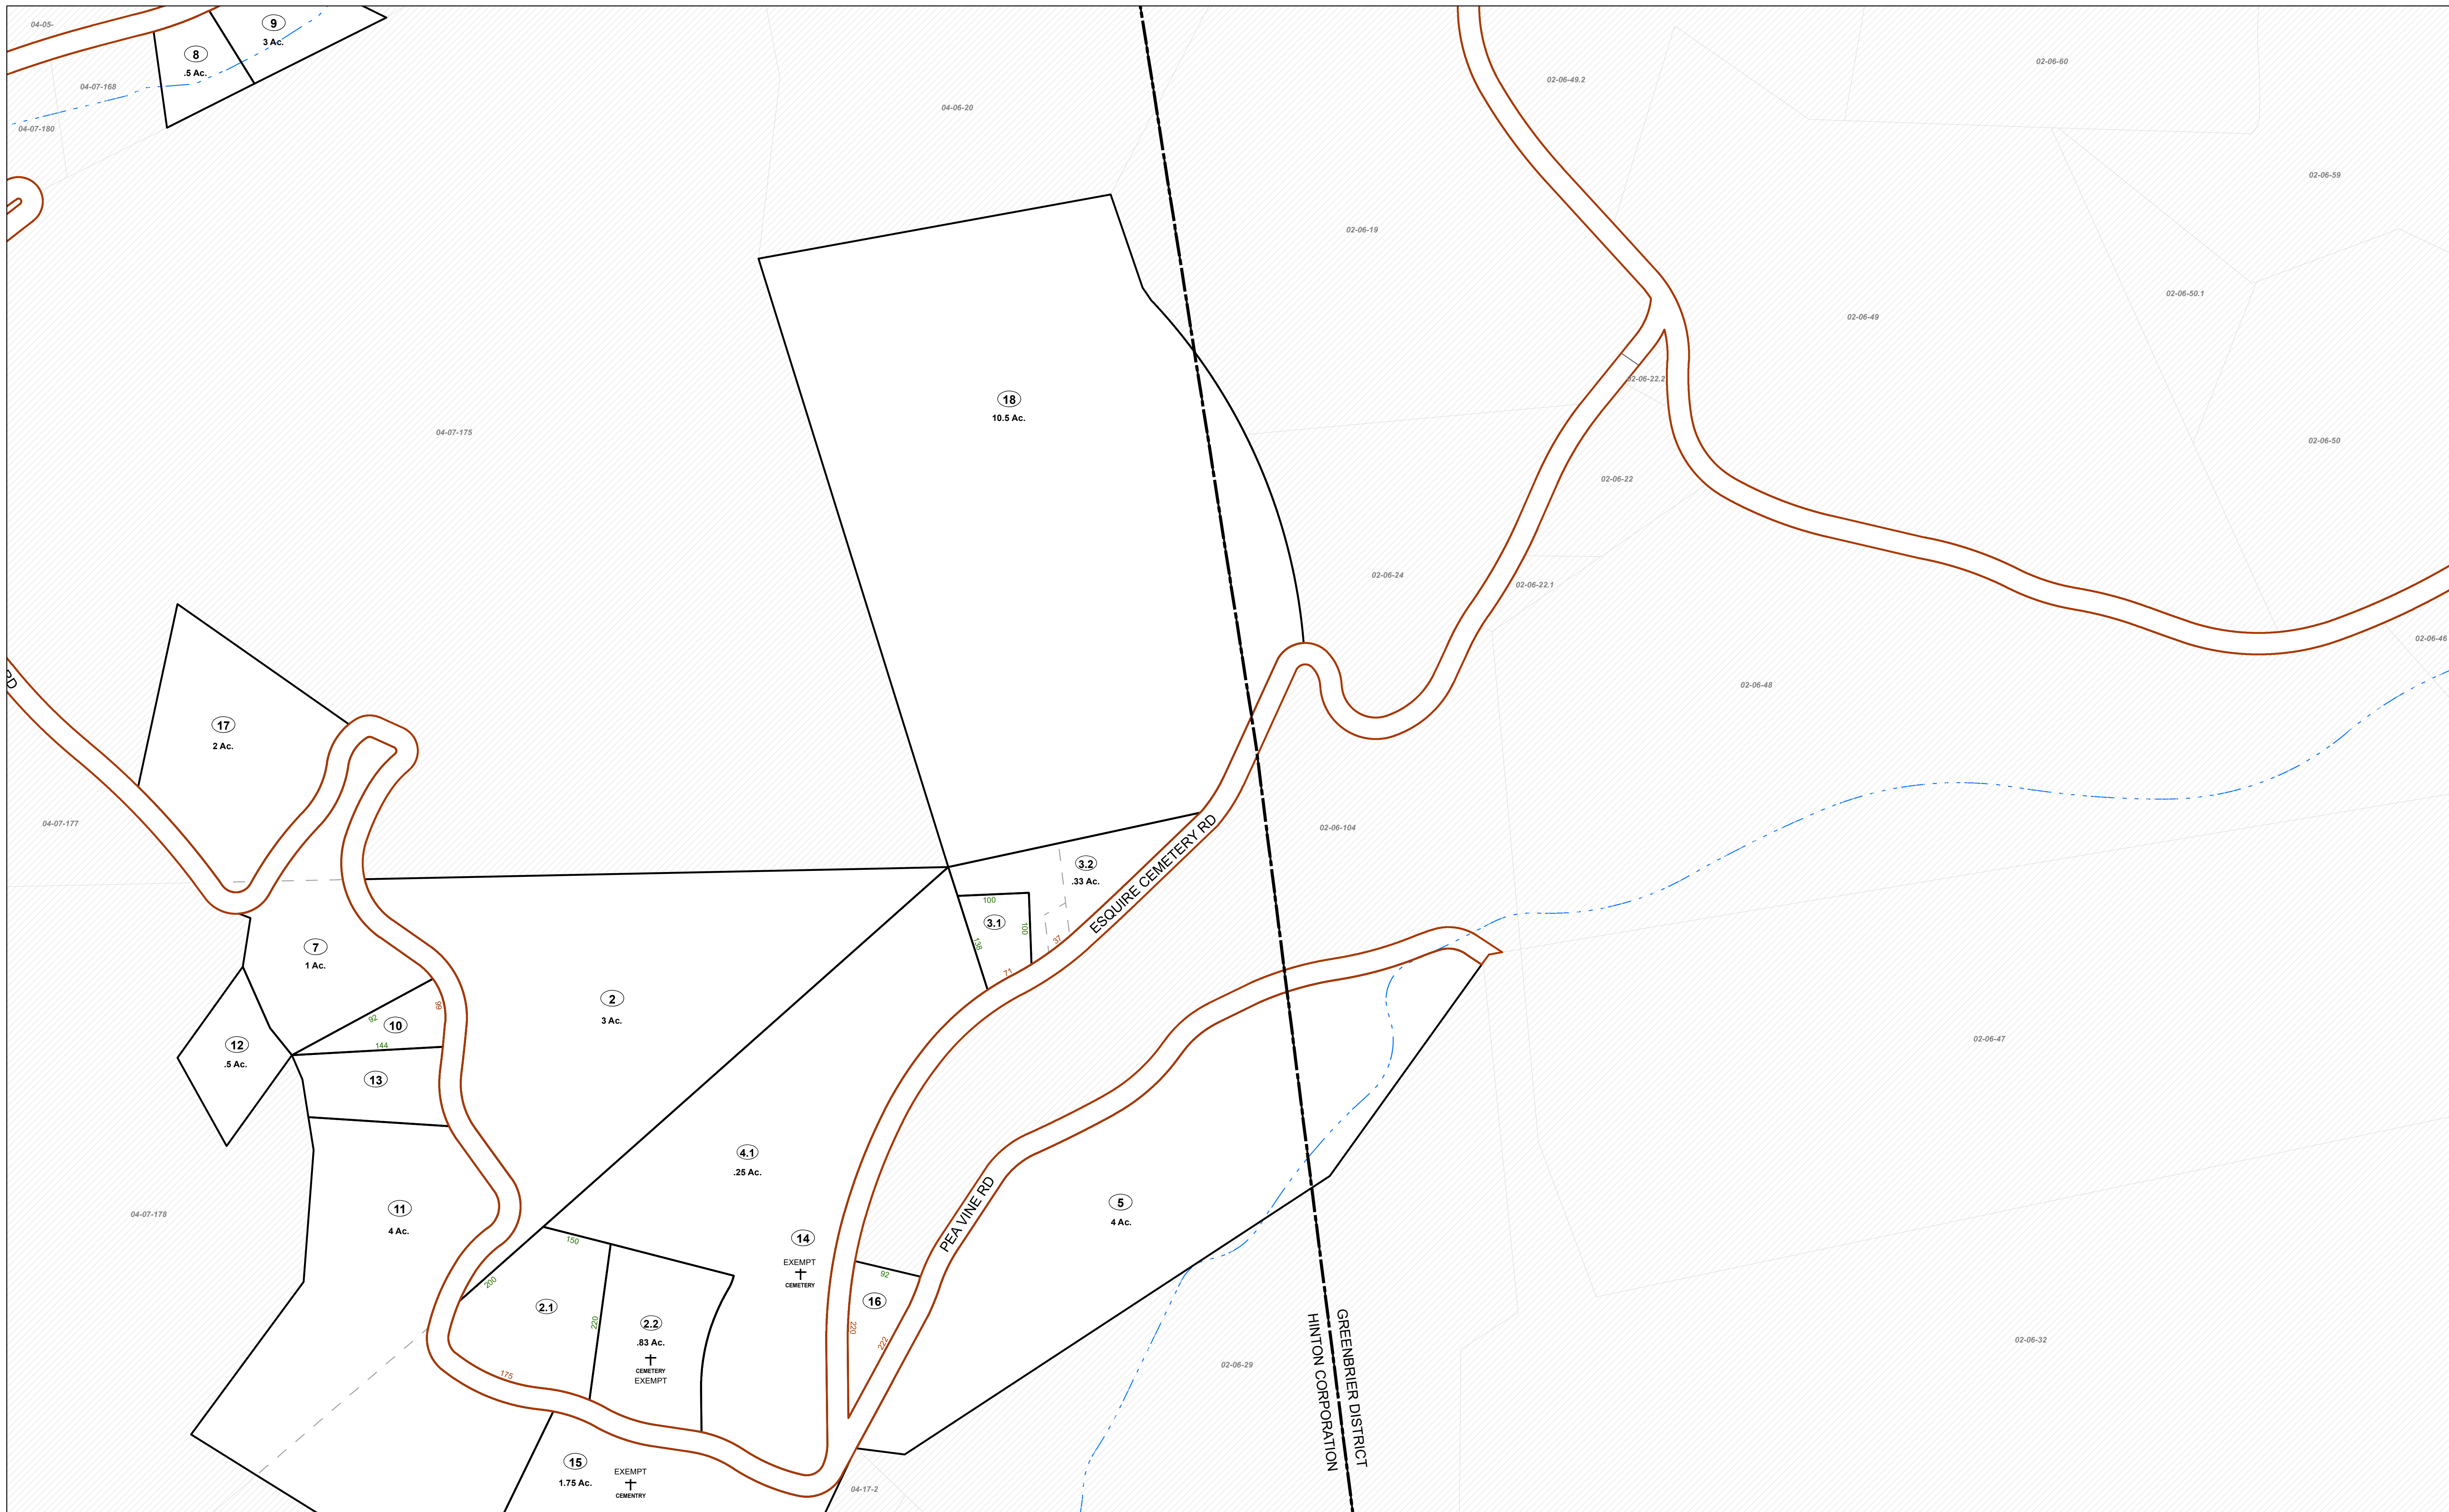 04-05-
9
3 Ac.
8
.5 Ac.
04-07-168
04-07-180
04-06-20
02-06-49.2
02-06-60
02-06-59
02-06-19
02-06-50.1
02-06-49
02-06-22.2
18
10.5 Ac.
04-07-175
02-06-50
02-06-22
02-06-24
02-06-22.1
02-06-46
RD
02-06-48
17
2 Ac.
04-07-177
02-06-104
ESQUIRE CEMETERY RD
3.2
.33 Ac.
100
3.1
100
138
37
71
7
1 Ac.
2
3 Ac.
99
92
10
144
12
.5 Ac.
13
02-06-47
4.1
.25 Ac.
11
4 Ac.
04-07-178
PEA VINE RD
5
4 Ac.
14
EXEMPT
CEMETERY
150
200
92
16
220
222
2.1
220
2.2
.83 Ac.
CEMETERY
EXEMPT
175
GREENBRIER DISTRICT
HINTON CORPORATION
02-06-32
02-06-29
15
1.75 Ac.
EXEMPT
CEMENTRY
04-17-2